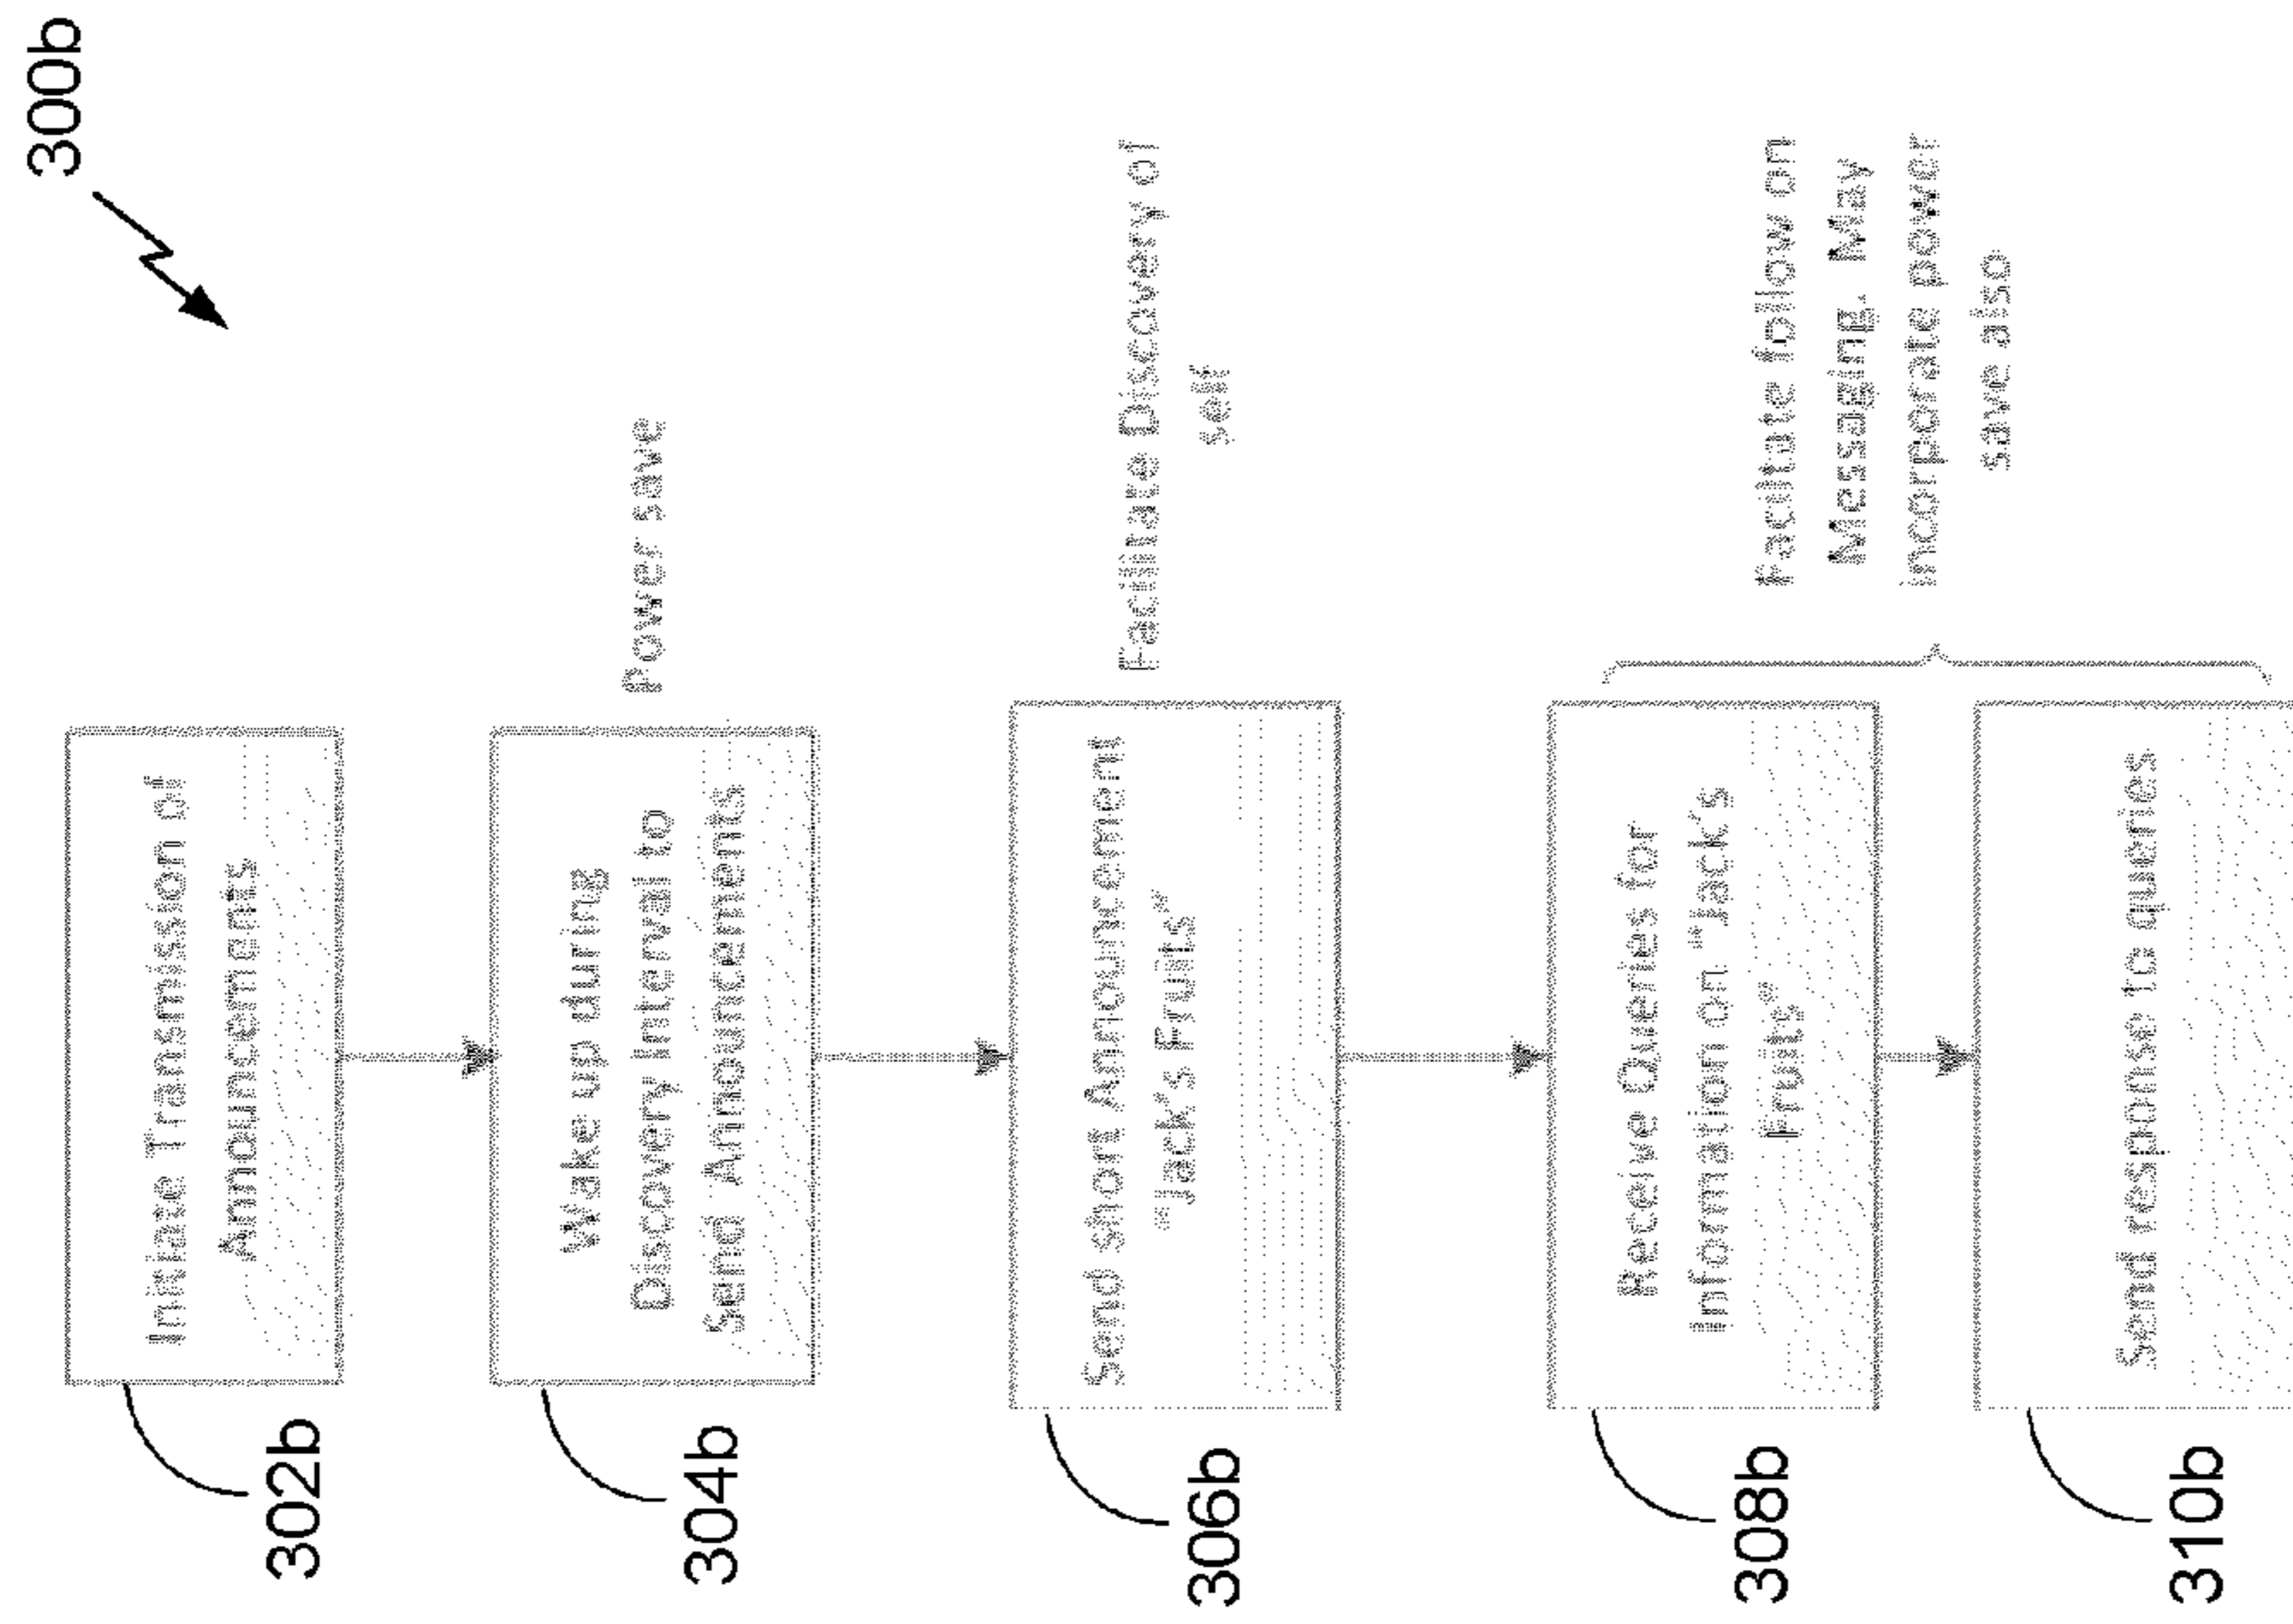 300b
302b
Initiate Transmission of
Announcements
304b
Wake up during
Discovery Interval to
Send Announcements
Power save
306b
Send short Announcement
"Jack's Fruits"
Facilitate Discovery of
self
308b
Receive Queries for
information on "Jack's
Fruits"
310b
Send response to queries
Facilitate follow on
Messaging. May
incorporate power
save also